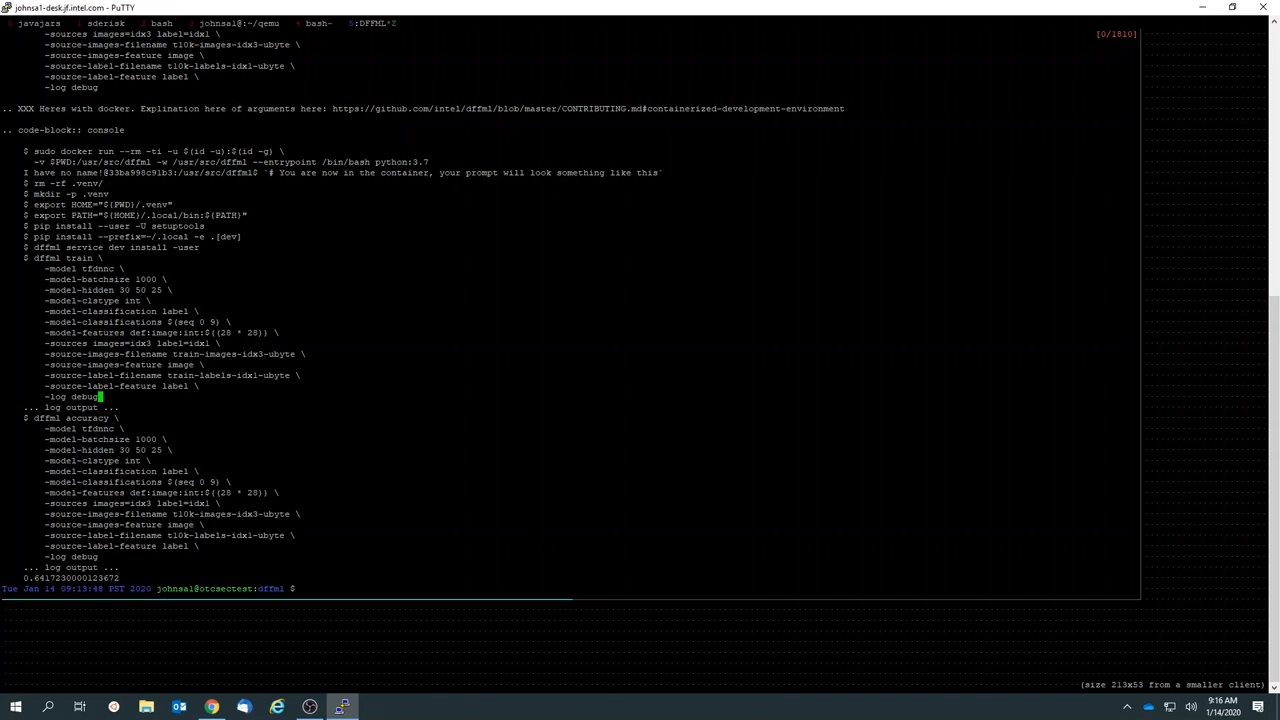 johnsa1-desk.jf.intel.com - PuTTY
0 javajars  1 sderisk  2 bash  3 johnsa1@:~/qemu  4 bash-  5:DFFML*Z
-sources images=idx3 label=idx1 \
[0/1810]
-source-images-filename t10k-images-idx3-ubyte \
-source-images-feature image \
-source-label-filename t10k-labels-idx1-ubyte \
-source-label-feature label \
-log debug
.. XXX Heres with docker. Explination here of arguments here: https://github.com/intel/dffml/blob/master/CONTRIBUTING.md#containerized-development-environment
.. code-block:: console
$ sudo docker run --rm -ti -u $(id -u):$(id -g) \
-v $PWD:/usr/src/dffml -w /usr/src/dffml --entrypoint /bin/bash python:3.7
I have no name!@33ba998c91b3:/usr/src/dffml$ `# You are now in the container, your prompt will look something like this`
$ rm -rf .venv/
$ mkdir -p .venv
$ export HOME="${PWD}/.venv"
$ export PATH="${HOME}/.local/bin:${PATH}"
$ pip install --user -U setuptools
$ pip install --prefix=~/.local -e .[dev]
$ dffml service dev install -user
$ dffml train \
-model tfdnnc \
-model-batchsize 1000 \
-model-hidden 30 50 25 \
-model-clstype int \
-model-classification label \
-model-classifications $(seq 0 9) \
-model-features def:image:int:$((28 * 28)) \
-sources images=idx3 label=idx1 \
-source-images-filename train-images-idx3-ubyte \
-source-images-feature image \
-source-label-filename train-labels-idx1-ubyte \
-source-label-feature label \
-log debug
... log output ...
$ dffml accuracy \
-model tfdnnc \
-model-batchsize 1000 \
-model-hidden 30 50 25 \
-model-clstype int \
-model-classification label \
-model-classifications $(seq 0 9) \
-model-features def:image:int:$((28 * 28)) \
-sources images=idx3 label=idx1 \
-source-images-filename t10k-images-idx3-ubyte \
-source-images-feature image \
-source-label-filename t10k-labels-idx1-ubyte \
-source-label-feature label \
-log debug
... log output ...
0.6417230000123672
Tue Jan 14 09:13:48 PST 2020 johnsa1@otcsectest:dffml $
(size 213x53 from a smaller client)
9:16 AM
1/14/2020